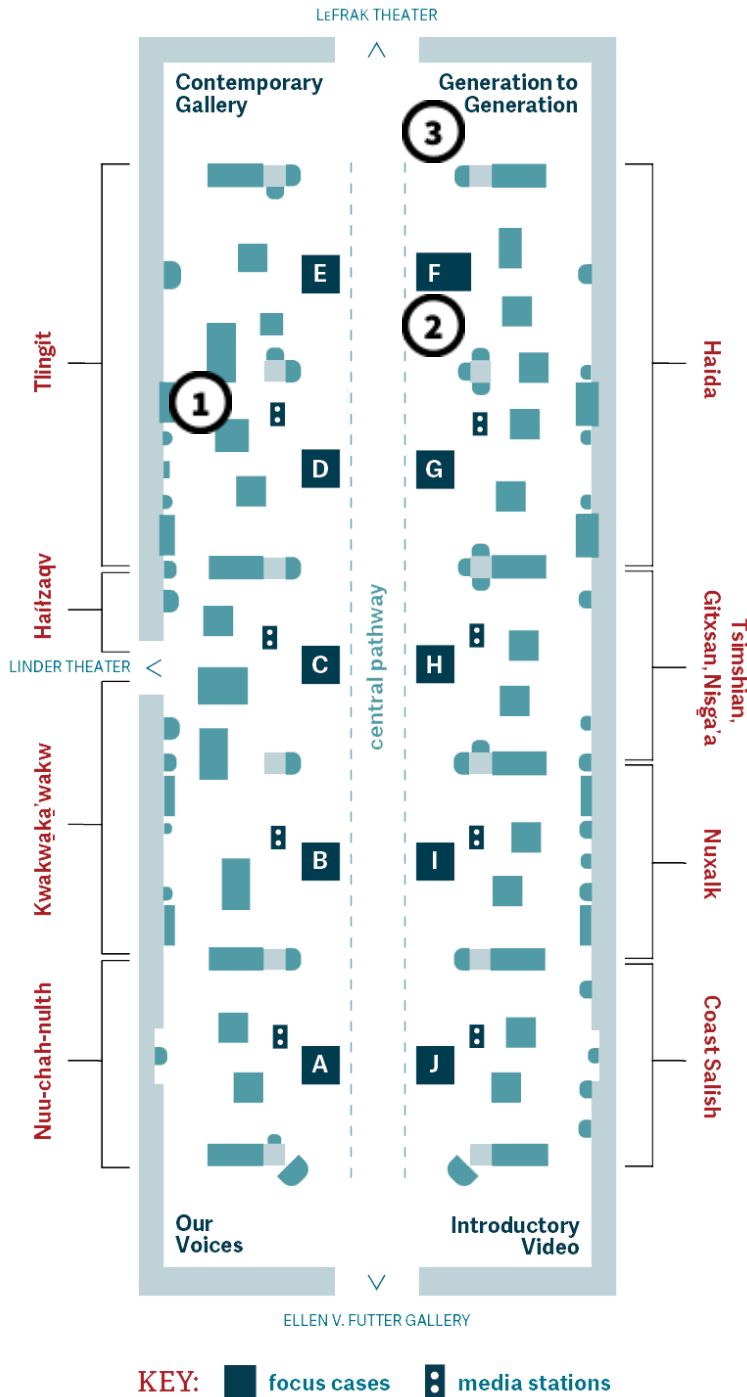 LEFRAK THEATER
Contemporary
Gallery
Generation to
Generation
3
E
F
2
Tlingit
Haida
1
D
G
Haíɫzaqv
Tsimshian,
Gitxsan, Nisg̱a'a
LINDER THEATER
C
H
central pathway
Kwakwa̱ka̱'wakw
Nuxalk
B
I
Nuu-chah-nulth
Coast Salish
A
J
Our
Voices
Introductory
Video
ELLEN V. FUTTER GALLERY
KEY:
focus cases
media stations